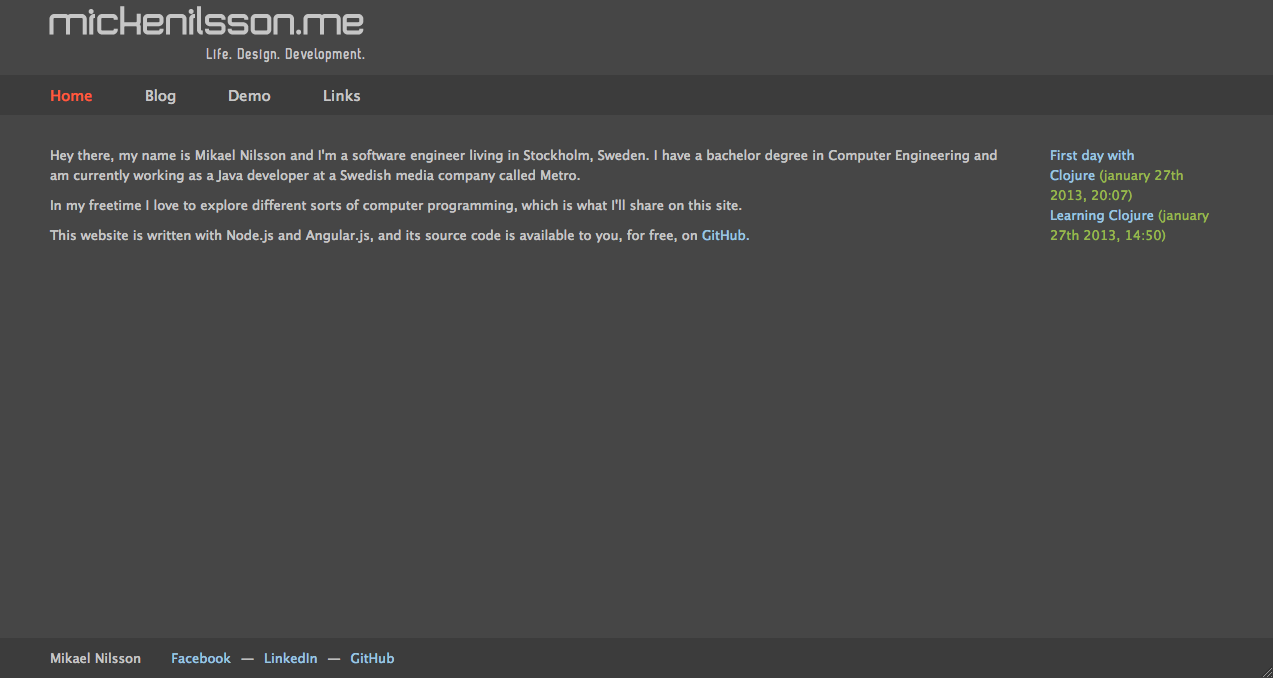 mickenilsson.me
Life. Design. Development.
Home Blog Demo Links
Hey there, my name is Mikael Nilsson and I'm a software engineer living in Stockholm, Sweden. I have a bachelor degree in Computer Engineering and
am currently working as a Java developer at a Swedish media company called Metro.
In my freetime I love to explore different sorts of computer programming, which is what I'll share on this site.
This website is written with Node.js and Angular.js, and its source code is available to you, for free, on GitHub.
First day with
Clojure (january 27th
2013, 20:07)
Learning Clojure (january
27th 2013, 14:50)
Mikael Nilsson Facebook — LinkedIn — GitHub